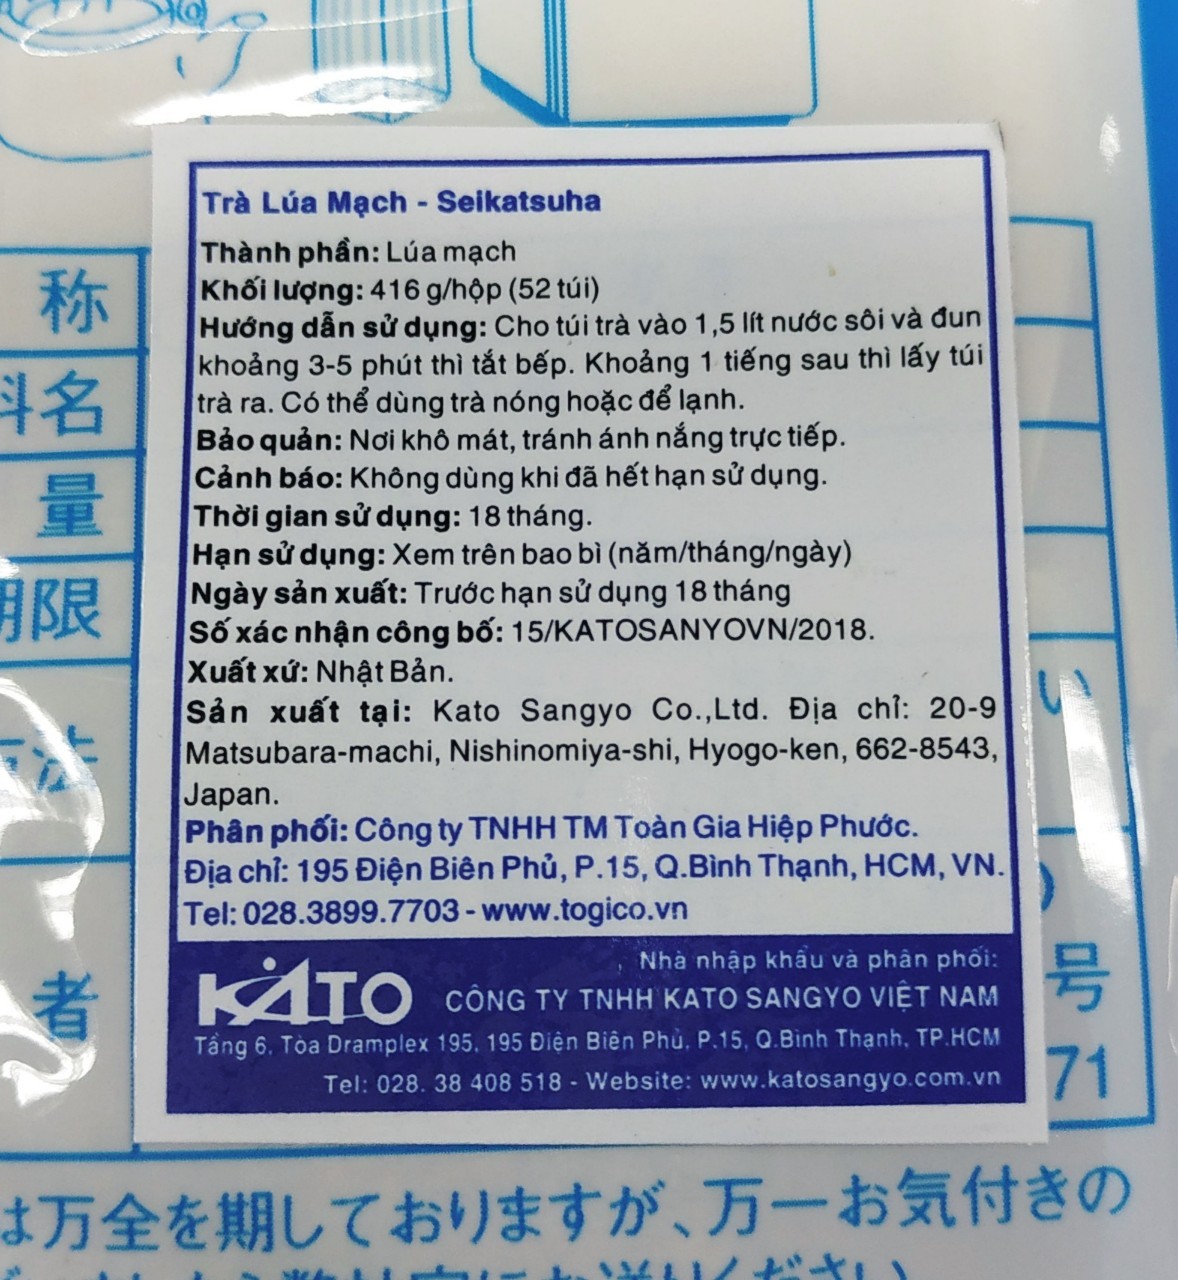 Trà Lúa Mạch - Seikatsuha
Thành phần: Lúa mạch
Khối lượng: 416 g/hộp (52 túi)
Hướng dẫn sử dụng: Cho túi trà vào 1,5 lít nước sôi và đun
khoảng 3-5 phút thì tắt bếp. Khoảng 1 tiếng sau thì lấy túi
trà ra. Có thể dùng trà nóng hoặc để lạnh.
Bảo quản: Nơi khô mát, tránh ánh nắng trực tiếp.
Cảnh báo: Không dùng khi đã hết hạn sử dụng.
Thời gian sử dụng: 18 tháng.
Hạn sử dụng: Xem trên bao bì (năm/tháng/ngày)
Ngày sản xuất: Trước hạn sử dụng 18 tháng
Số xác nhận công bố: 15/KATOSANYOVN/2018.
Xuất xứ: Nhật Bản.
Sản xuất tại: Kato Sangyo Co.,Ltd. Địa chỉ: 20-9
Matsubara-machi, Nishinomiya-shi, Hyogo-ken, 662-8543,
Japan.
Phân phối: Công ty TNHH TM Toàn Gia Hiệp Phước.
Địa chỉ: 195 Điện Biên Phủ, P.15, Q.Bình Thạnh, HCM, VN.
Tel: 028.3899.7703 - www.togico.vn
KATO
Nhà nhập khẩu và phân phối:
CÔNG TY TNHH KATO SANGYO VIỆT NAM
Tầng 6, Tòa Dramplex 195, 195 Điện Biên Phủ, P.15, Q.Bình Thạnh, TP.HCM
Tel: 028. 38 408 518 - Website: www.katosangyo.com.vn
称
料名
量
期限
方法
い
者
号
71
は万全を期しておりますが、万一お気付きの